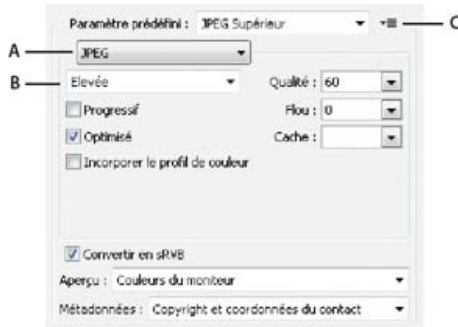 Paramètre prédéfini : JPEG Supérieur C
A JPEG
B Elevée Qualité : 60
Progressif Flou : 0
Optimisé Cache :
Incorporer le profil de couleur
Convertir en sRVB
Aperçu : Couleurs du moniteur
Métadonnées : Copyright et coordonnées du contact